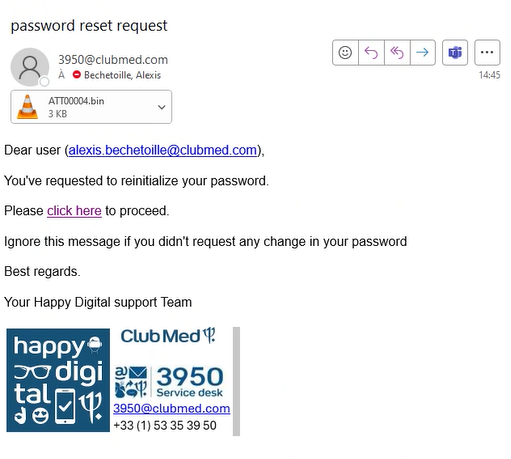 password reset request
3950@clubmed.com
À Bechetoille, Alexis
14:45
ATT00004.bin
3 KB
Dear user (alexis.bechetoille@clubmed.com),
You've requested to reinitialize your password.
Please click here to proceed.
Ignore this message if you didn't request any change in your password
Best regards.
Your Happy Digital support Team
happy
digi
tal
Club Med
3950
Service desk
3950@clubmed.com
+33 (1) 53 35 39 50